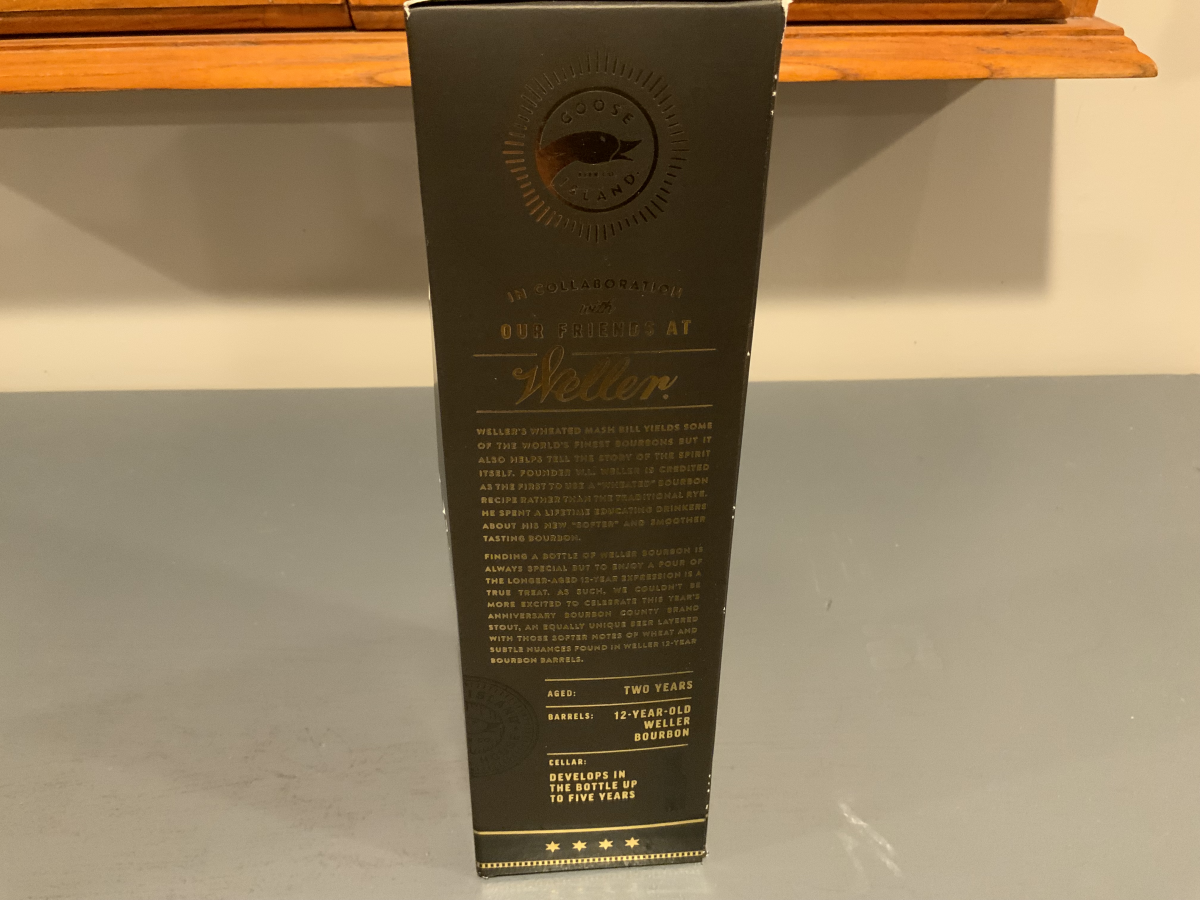 GOOSE
BEER CO.
ISLAND
IN COLLABORATION
with
OUR FRIENDS AT
Weller
WELLER'S WHEATED MASH BILL YIELDS SOME
OF THE WORLD'S FINEST BOURBONS BUT IT
ALSO HELPS TELL THE STORY OF THE SPIRIT
ITSELF. FOUNDER W.L. WELLER IS CREDITED
AS THE FIRST TO USE A "WHEATED" BOURBON
RECIPE RATHER THAN THE TRADITIONAL RYE.
HE SPENT A LIFETIME EDUCATING DRINKERS
ABOUT HIS NEW "SOFTER" AND SMOOTHER
TASTING BOURBON.
FINDING A BOTTLE OF WELLER BOURBON IS
ALWAYS SPECIAL BUT TO ENJOY A POUR OF
THE LONGER-AGED 12-YEAR EXPRESSION IS A
TRUE TREAT. AS SUCH, WE COULDN'T BE
MORE EXCITED TO CELEBRATE THIS YEAR'S
ANNIVERSARY BOURBON COUNTY BRAND
STOUT, AN EQUALLY UNIQUE BEER LAYERED
WITH THOSE SOFTER NOTES OF WHEAT AND
SUBTLE NUANCES FOUND IN WELLER 12-YEAR
BOURBON BARRELS.
AGED: TWO YEARS
BARRELS: 12-YEAR-OLD
WELLER
BOURBON
CELLAR:
DEVELOPS IN
THE BOTTLE UP
TO FIVE YEARS